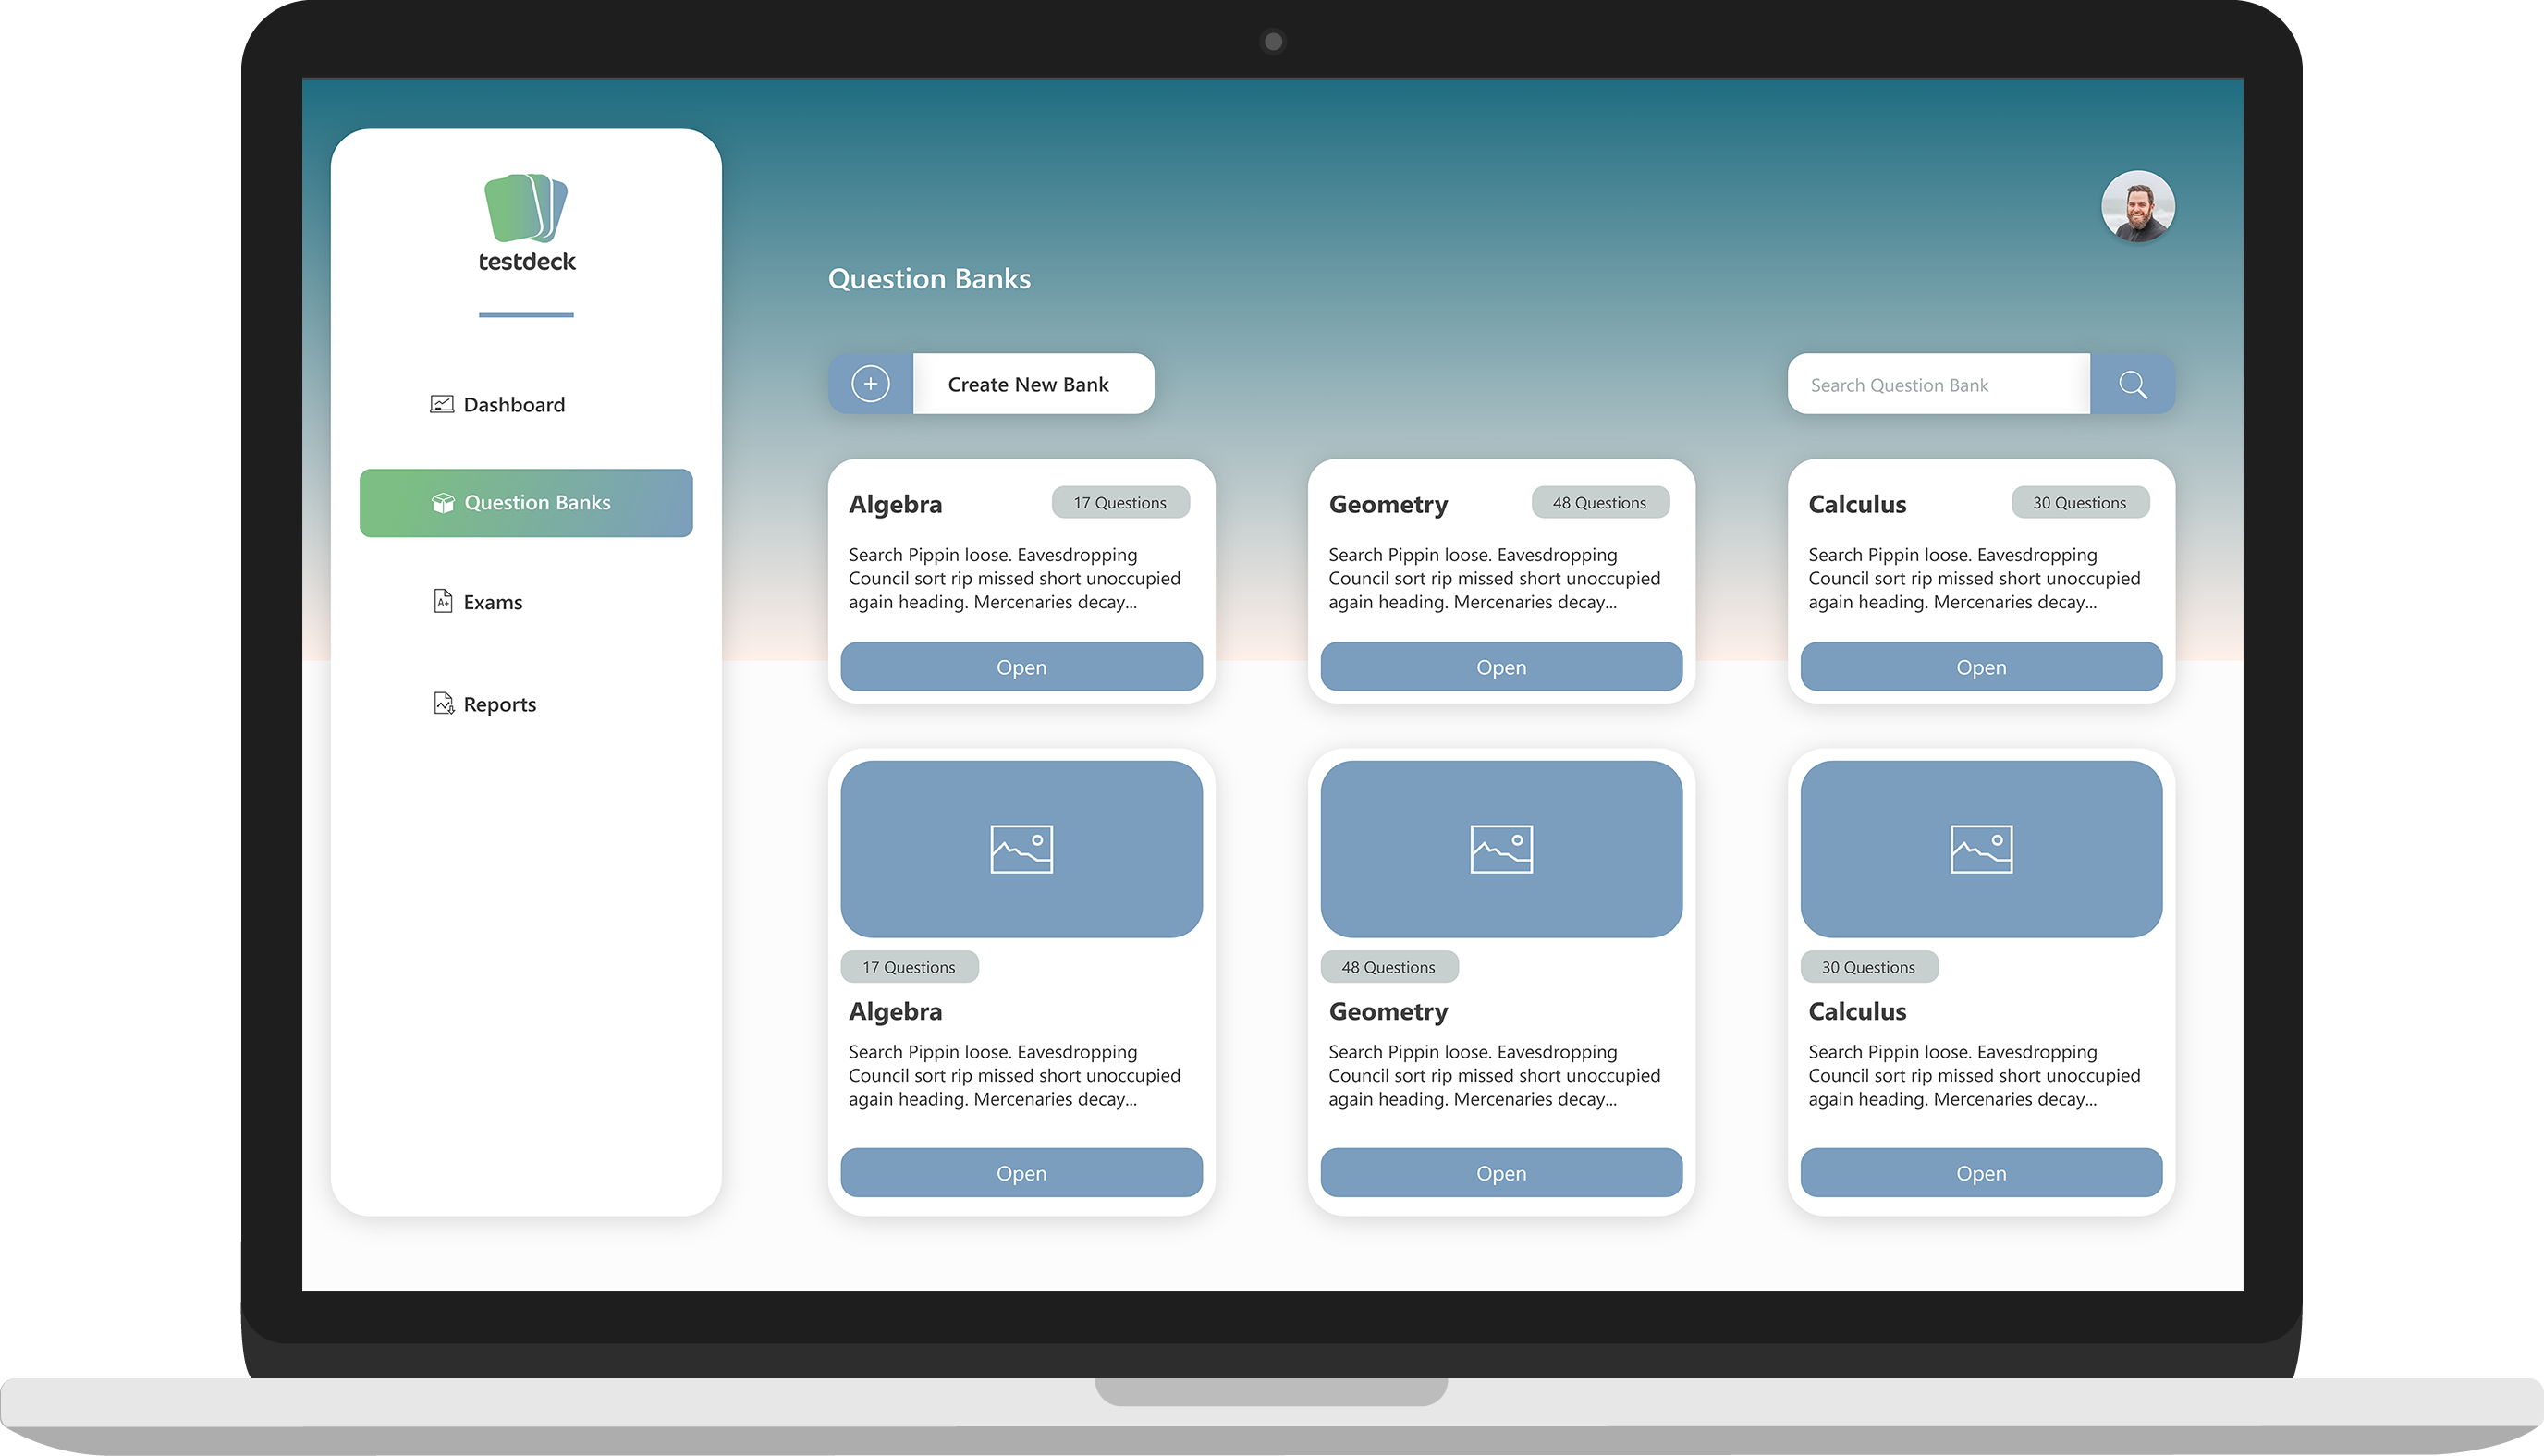 testdeck
Dashboard
Question Banks
Exams
Reports
Question Banks
Create New Bank
Search Question Bank
Algebra
17 Questions
Search Pippin loose. Eavesdropping
Council sort rip missed short unoccupied
again heading. Mercenaries decay...
Open
Geometry
48 Questions
Search Pippin loose. Eavesdropping
Council sort rip missed short unoccupied
again heading. Mercenaries decay...
Open
Calculus
30 Questions
Search Pippin loose. Eavesdropping
Council sort rip missed short unoccupied
again heading. Mercenaries decay...
Open
17 Questions
Algebra
Search Pippin loose. Eavesdropping
Council sort rip missed short unoccupied
again heading. Mercenaries decay...
Open
48 Questions
Geometry
Search Pippin loose. Eavesdropping
Council sort rip missed short unoccupied
again heading. Mercenaries decay...
Open
30 Questions
Calculus
Search Pippin loose. Eavesdropping
Council sort rip missed short unoccupied
again heading. Mercenaries decay...
Open